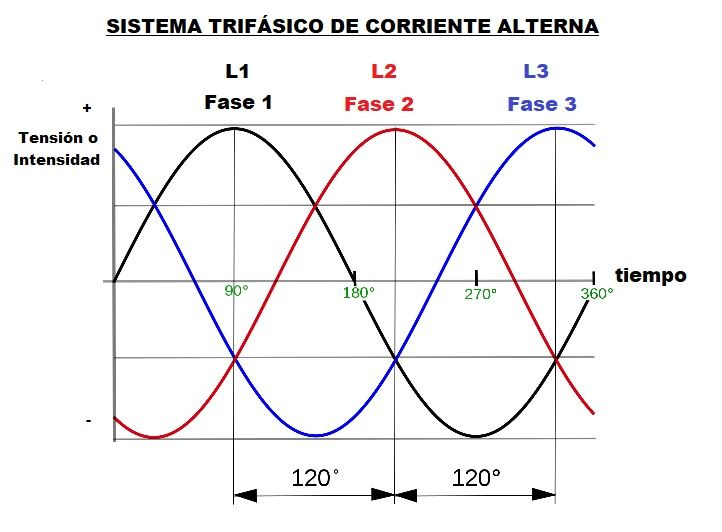 SISTEMA TRIFÁSICO DE CORRIENTE ALTERNA
L1
L2
L3
Fase 1
Fase 2
Fase 3
+
Tensión o
Intensidad
tiempo
90°
180°
270°
360°
-
120°
120°